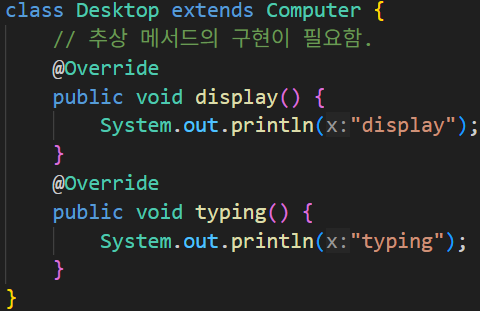 class Desktop extends Computer {
    // 추상 메서드의 구현이 필요함.
    @Override
    public void display() {
        System.out.println(x:"display");
    }
    @Override
    public void typing() {
        System.out.println(x:"typing");
    }
}